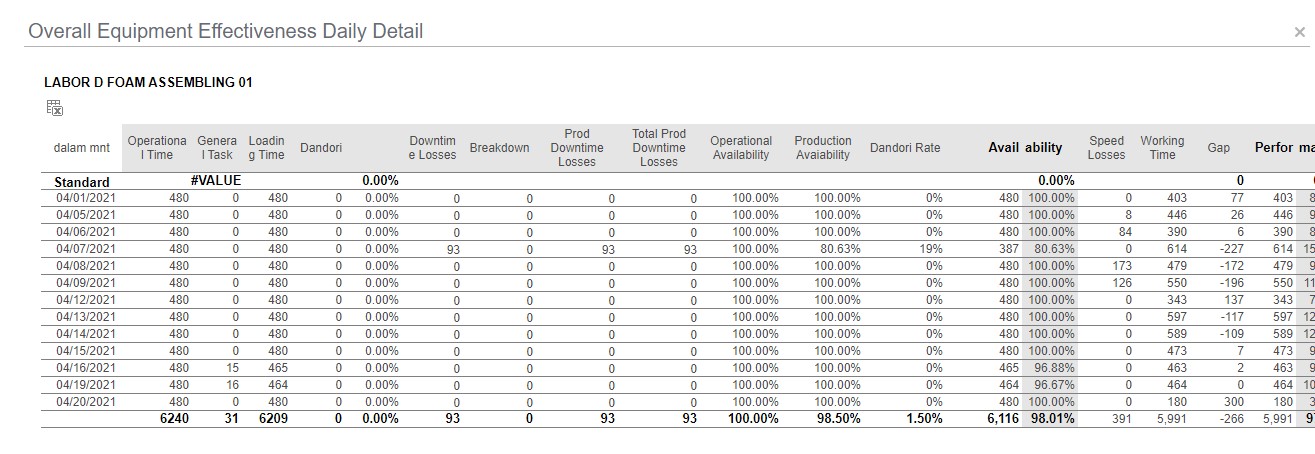 Overall Equipment Effectiveness Daily Detail ×
LABOR D FOAM ASSEMBLING 01
dalam mnt Operationa l Time Genera l Task Loadin g Time Dandori Downtim e Losses Breakdown Prod Downtime Losses Total Prod Downtime Losses Operational Availability Production Avaiability Dandori Rate Avail ability Speed Losses Working Time Gap Perfor ma
Standard #VALUE 0.00% 0.00% 0
04/01/2021 480 0 480 0 0.00% 0 0 0 0 100.00% 100.00% 0% 480 100.00% 0 403 77 403 8
04/05/2021 480 0 480 0 0.00% 0 0 0 0 100.00% 100.00% 0% 480 100.00% 8 446 26 446 9
04/06/2021 480 0 480 0 0.00% 0 0 0 0 100.00% 100.00% 0% 480 100.00% 84 390 6 390 8
04/07/2021 480 0 480 0 0.00% 93 0 93 93 100.00% 80.63% 19% 387 80.63% 0 614 -227 614 15
04/08/2021 480 0 480 0 0.00% 0 0 0 0 100.00% 100.00% 0% 480 100.00% 173 479 -172 479 9
04/09/2021 480 0 480 0 0.00% 0 0 0 0 100.00% 100.00% 0% 480 100.00% 126 550 -196 550 11
04/12/2021 480 0 480 0 0.00% 0 0 0 0 100.00% 100.00% 0% 480 100.00% 0 343 137 343 7
04/13/2021 480 0 480 0 0.00% 0 0 0 0 100.00% 100.00% 0% 480 100.00% 0 597 -117 597 12
04/14/2021 480 0 480 0 0.00% 0 0 0 0 100.00% 100.00% 0% 480 100.00% 0 589 -109 589 12
04/15/2021 480 0 480 0 0.00% 0 0 0 0 100.00% 100.00% 0% 480 100.00% 0 473 7 473 9
04/16/2021 480 15 465 0 0.00% 0 0 0 0 100.00% 100.00% 0% 465 96.88% 0 463 2 463 9
04/19/2021 480 16 464 0 0.00% 0 0 0 0 100.00% 100.00% 0% 464 96.67% 0 464 0 464 10
04/20/2021 480 0 480 0 0.00% 0 0 0 0 100.00% 100.00% 0% 480 100.00% 0 180 300 180 3
6240 31 6209 0 0.00% 93 0 93 93 100.00% 98.50% 1.50% 6,116 98.01% 391 5,991 -266 5,991 9